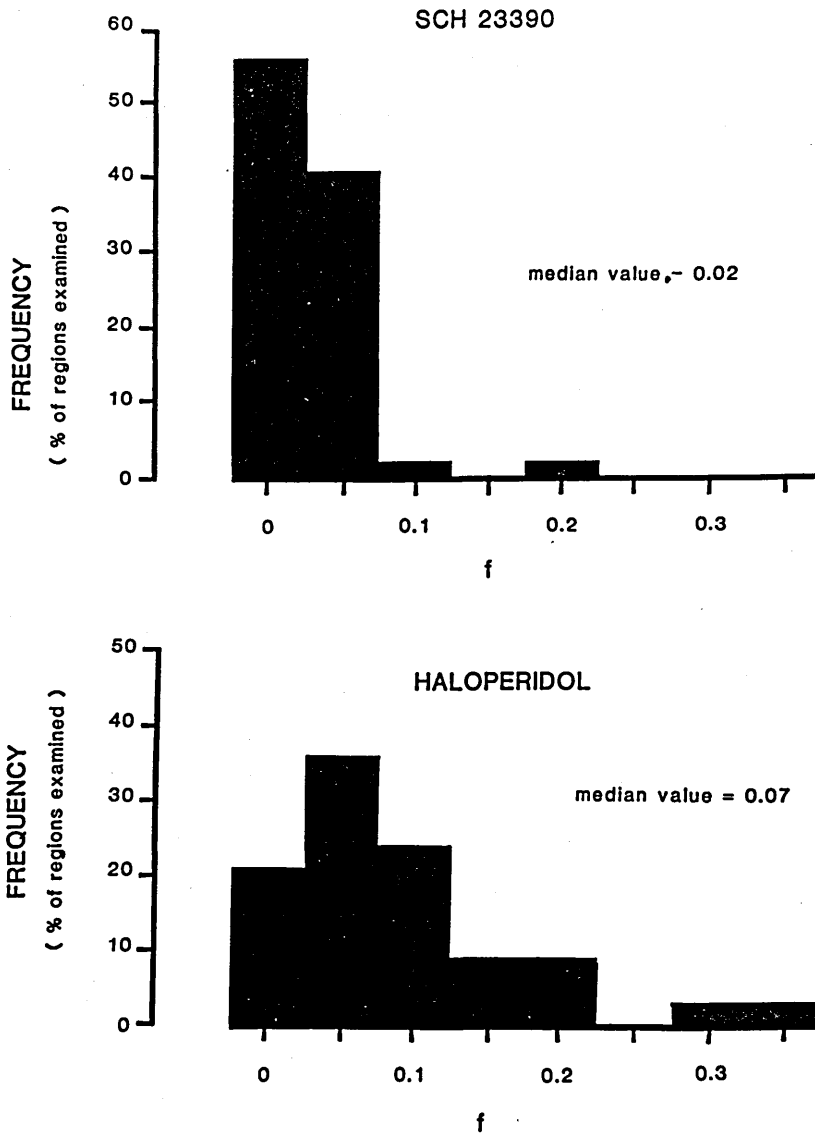 SCH 23390
60
50
40
30
20
10
0
FREQUENCY
( % of regions examined )
median value,- 0.02
0 0.1 0.2 0.3
f
HALOPERIDOL
50
40
30
20
10
0
FREQUENCY
( % of regions examined )
median value = 0.07
0 0.1 0.2 0.3
f